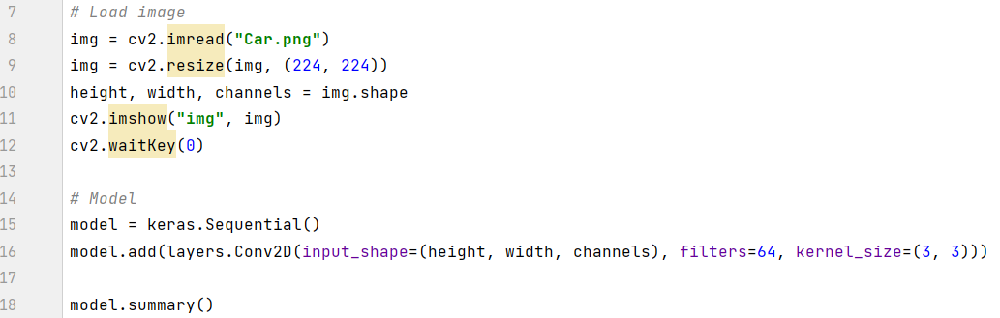 7 # Load image
8 img = cv2.imread("Car.png")
9 img = cv2.resize(img, (224, 224))
10 height, width, channels = img.shape
11 cv2.imshow("img", img)
12 cv2.waitKey(0)
13
14 # Model
15 model = keras.Sequential()
16 model.add(layers.Conv2D(input_shape=(height, width, channels), filters=64, kernel_size=(3, 3)))
17
18 model.summary()